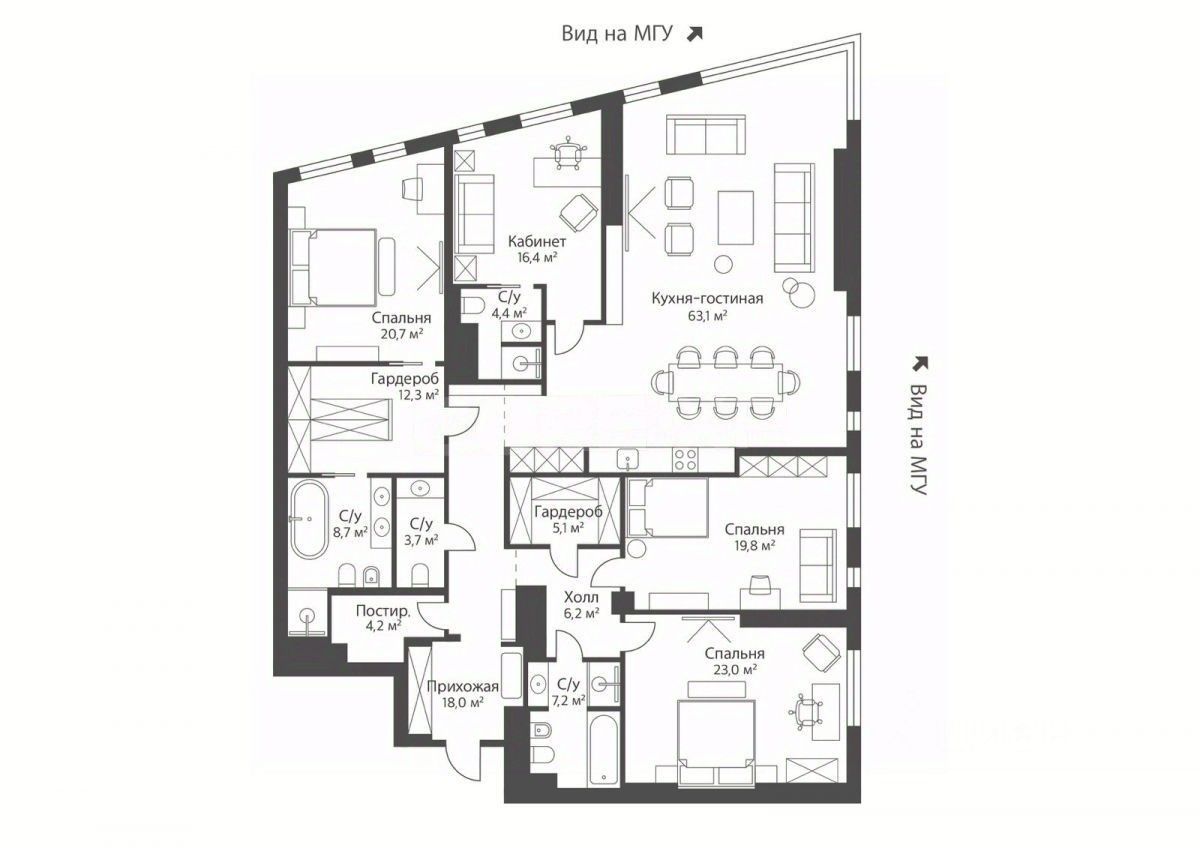 Вид на МГУ
Кабинет
16,4 м²
С/у
4,4 м²
Кухня-гостиная
63,1 м²
Спальня
20,7 м²
Гардероб
12,3 м²
Вид на МГУ
С/у
8,7 м²
С/у
3,7 м²
Гардероб
5,1 м²
Спальня
19,8 м²
Постир.
4,2 м²
Холл
6,2 м²
Прихожая
18,0 м²
С/у
7,2 м²
Спальня
23,0 м²